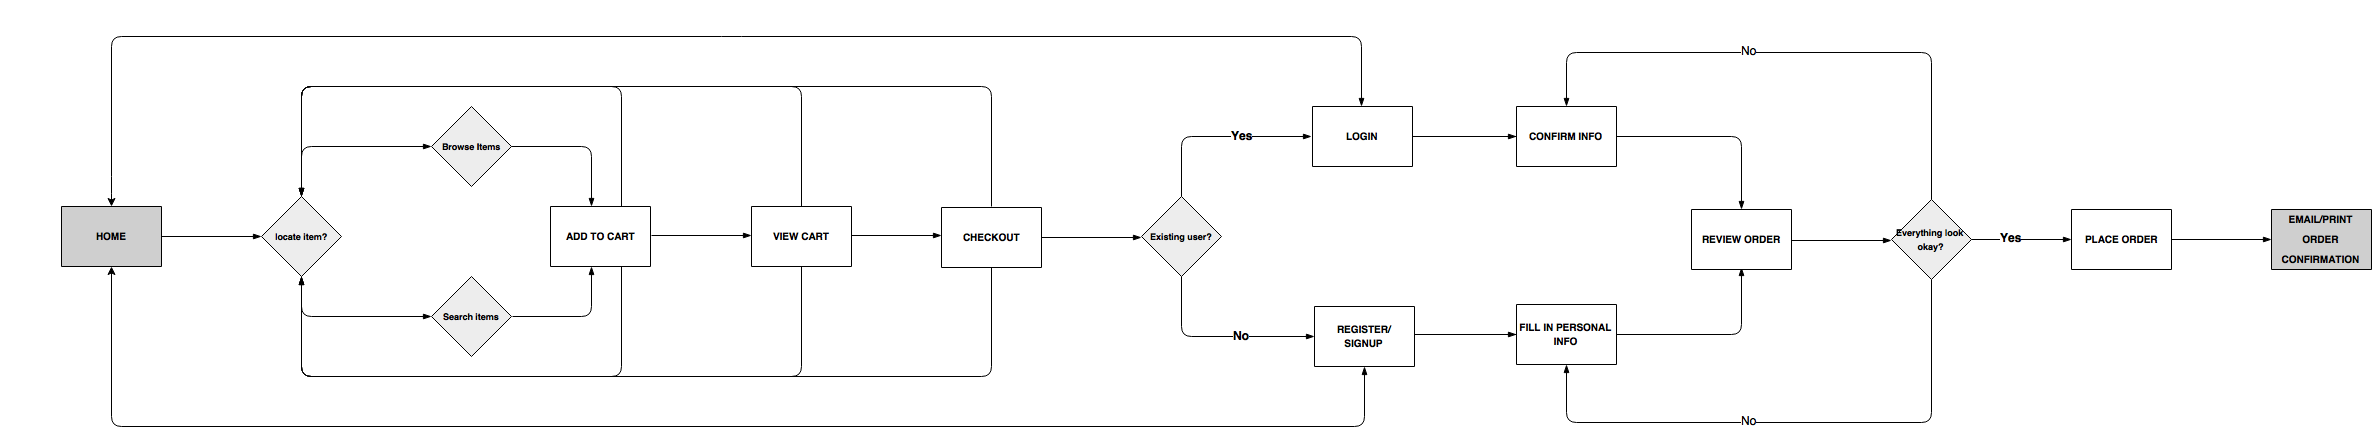 No
Browse Items
Yes
LOGIN
CONFIRM INFO
HOME
locate item?
ADD TO CART
VIEW CART
CHECKOUT
Existing user?
REVIEW ORDER
Everything look
okay?
Yes
PLACE ORDER
EMAIL/PRINT
ORDER
CONFIRMATION
Search items
No
REGISTER/
SIGNUP
FILL IN PERSONAL
INFO
No